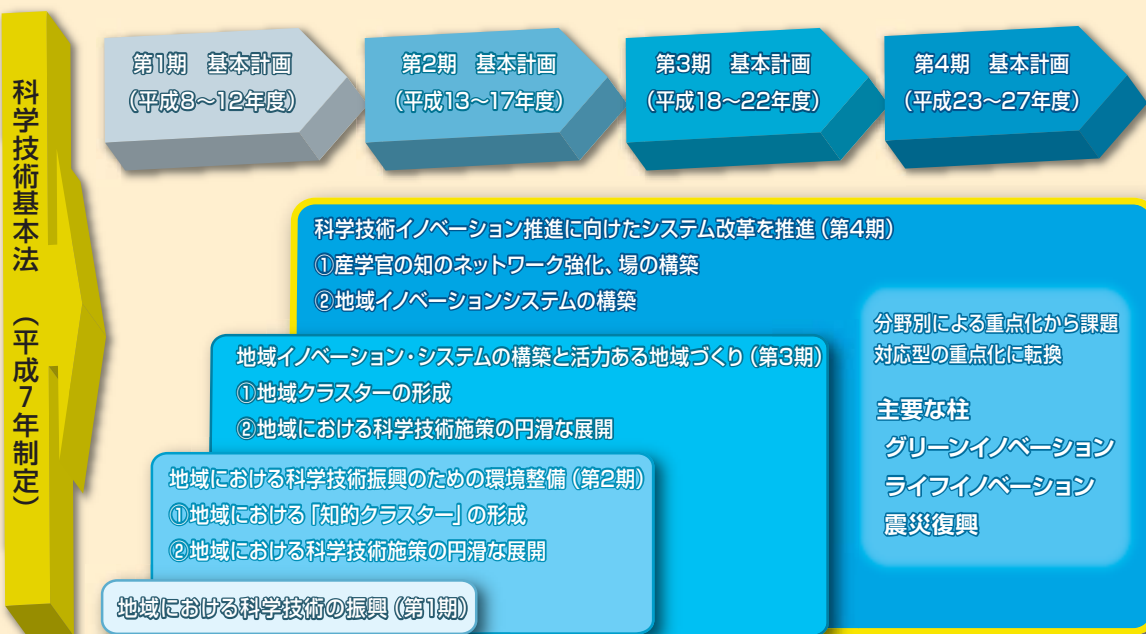 科学技術基本法 (平成7年制定)
第1期 基本計画
(平成8~12年度)
第2期 基本計画
(平成13~17年度)
第3期 基本計画
(平成18~22年度)
第4期 基本計画
(平成23~27年度)
科学技術イノベーション推進に向けたシステム改革を推進(第4期)
①産学官の知のネットワーク強化、場の構築
②地域イノベーションシステムの構築
分野別による重点化から課題
対応型の重点化に転換
主要な柱
グリーンイノベーション
ライフイノベーション
震災復興
地域イノベーション・システムの構築と活力ある地域づくり(第3期)
①地域クラスターの形成
②地域における科学技術施策の円滑な展開
地域における科学技術振興のための環境整備(第2期)
①地域における「知的クラスター」の形成
②地域における科学技術施策の円滑な展開
地域における科学技術の振興(第1期)